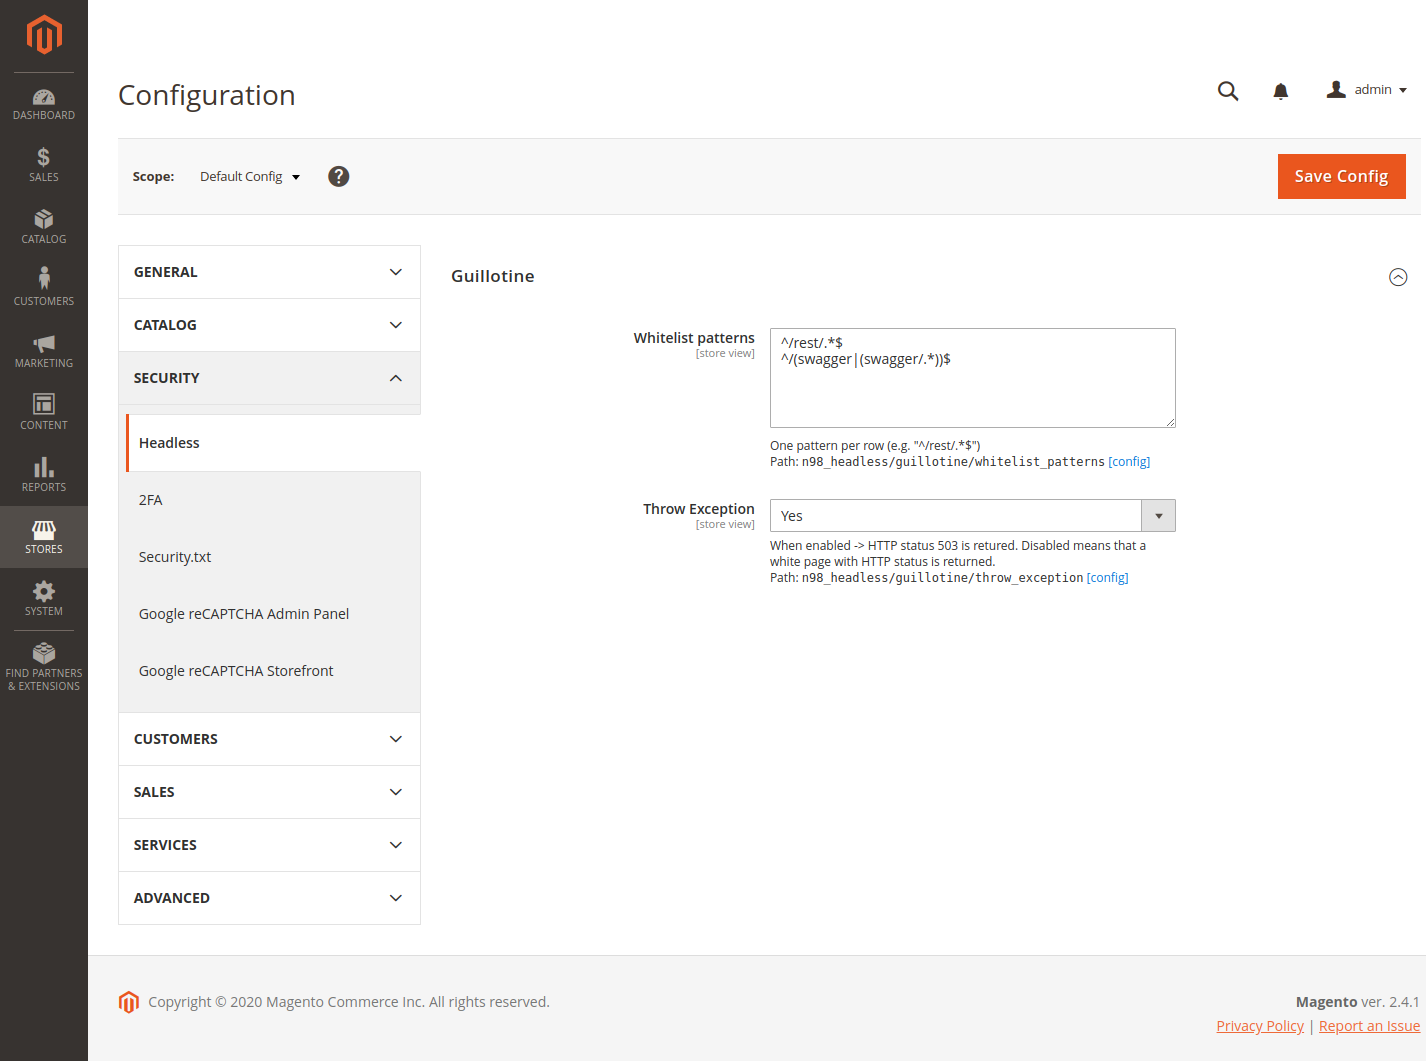 DASHBOARD
SALES
CATALOG
CUSTOMERS
MARKETING
CONTENT
REPORTS
STORES
SYSTEM
FIND PARTNERS
& EXTENSIONS
Configuration
admin
Scope: Default Config ?
Save Config
GENERAL
CATALOG
SECURITY
Headless
2FA
Security.txt
Google reCAPTCHA Admin Panel
Google reCAPTCHA Storefront
CUSTOMERS
SALES
SERVICES
ADVANCED
Guillotine
Whitelist patterns
[store view]
^/rest/.*$
^/(swagger|(swagger/.*))$
One pattern per row (e.g. "^/rest/.*$")
Path: n98_headless/guillotine/whitelist_patterns [config]
Throw Exception
[store view]
Yes
When enabled -> HTTP status 503 is retured. Disabled means that a
white page with HTTP status is returned.
Path: n98_headless/guillotine/throw_exception [config]
Copyright © 2020 Magento Commerce Inc. All rights reserved.
Magento ver. 2.4.1
Privacy Policy | Report an Issue